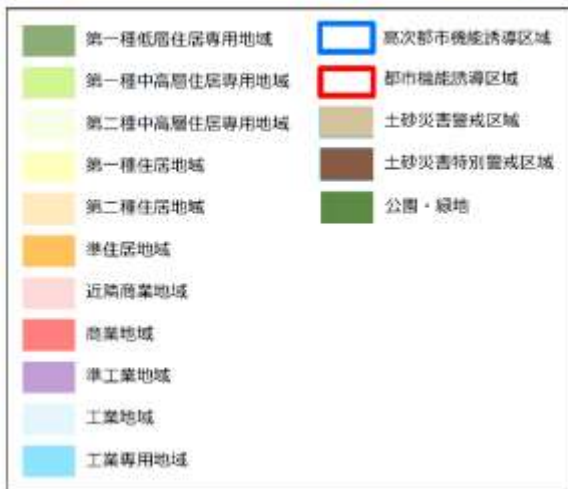 第一種低層住居専用地域
第一種中高層住居専用地域
第二種中高層住居専用地域
第一種住居地域
第二種住居地域
準住居地域
近隣商業地域
商業地域
準工業地域
工業地域
工業専用地域
高次都市機能誘導区域
都市機能誘導区域
土砂災害警戒区域
土砂災害特別警戒区域
公園・緑地